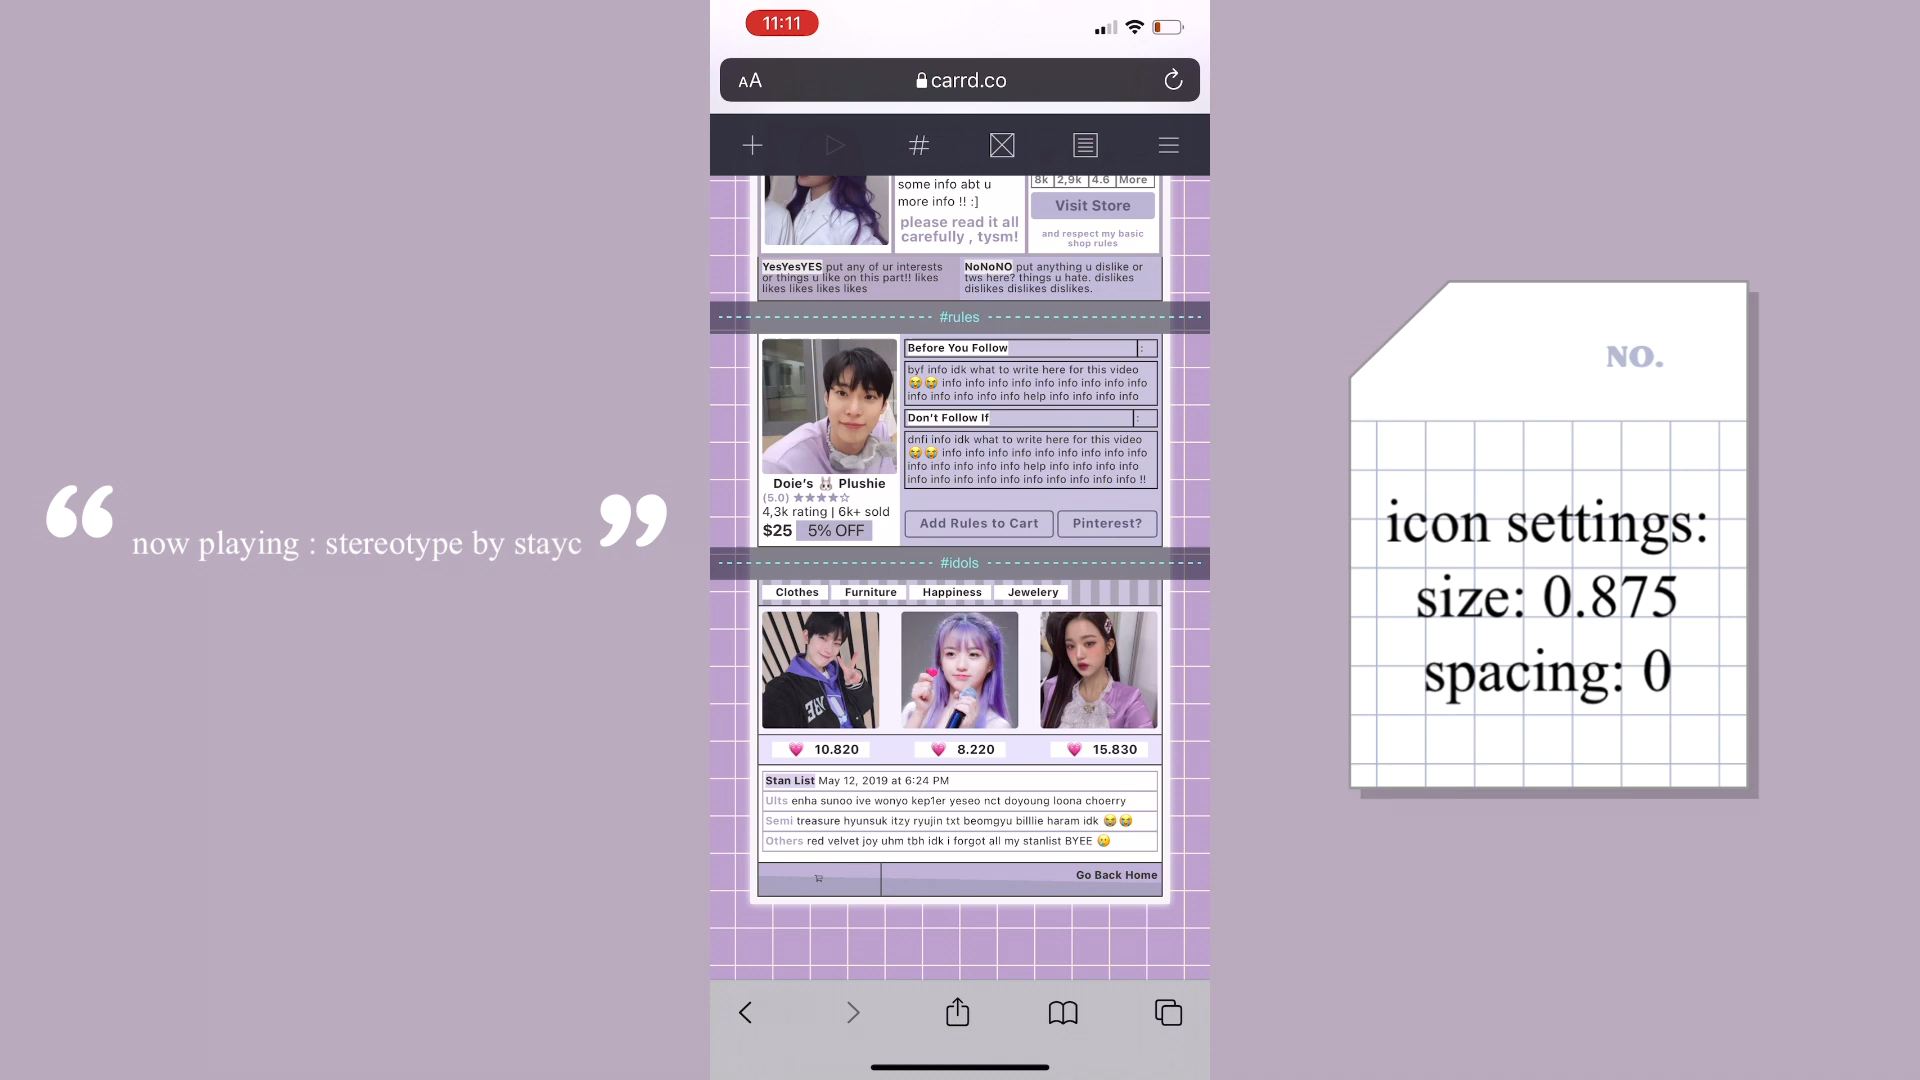 11:11
AA carrd.co
#
some info abt u
more info !! :]
please read it all
carefully , tysm!
8k 2,9k 4.6 More
Visit Store
and respect my basic
shop rules
YesYesYES put any of ur interests
or things u like on this part!! likes
likes likes likes likes
NoNoNO put anything u dislike or
tws here? things u hate. dislikes
dislikes dislikes dislikes.
#rules
Before You Follow :
byf info idk what to write here for this video
😭😭 info info info info info info info info info
info info info info info help info info info info
Don't Follow If :
dnfi info idk what to write here for this video
😭😭 info info info info info info info info info
info info info info info help info info info info
info info info info info info info info info info !!
Doie's 🐰 Plushie
(5.0) ★★★★☆
4,3k rating | 6k+ sold
$25 5% OFF
Add Rules to Cart Pinterest?
#idols
Clothes Furniture Happiness Jewelery
💗 10.820 💗 8.220 💗 15.830
Stan List May 12, 2019 at 6:24 PM
Ults enha sunoo ive wonyo kep1er yeseo nct doyoung loona choerry
Semi treasure hyunsuk itzy ryujin txt beomgyu billlie haram idk 😭😭
Others red velvet joy uhm tbh idk i forgot all my stanlist BYEE 🥲
Go Back Home
“ now playing : stereotype by stayc ”
NO.
icon settings:
size: 0.875
spacing: 0